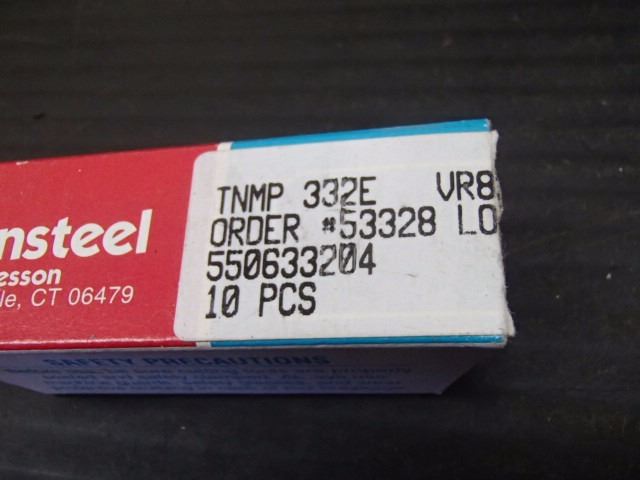 TNMP 332E VR8
ORDER #53328 LO
550633204
10 PCS
nsteel
esson
le, CT 06479
SAFETY PRECAUTIONS